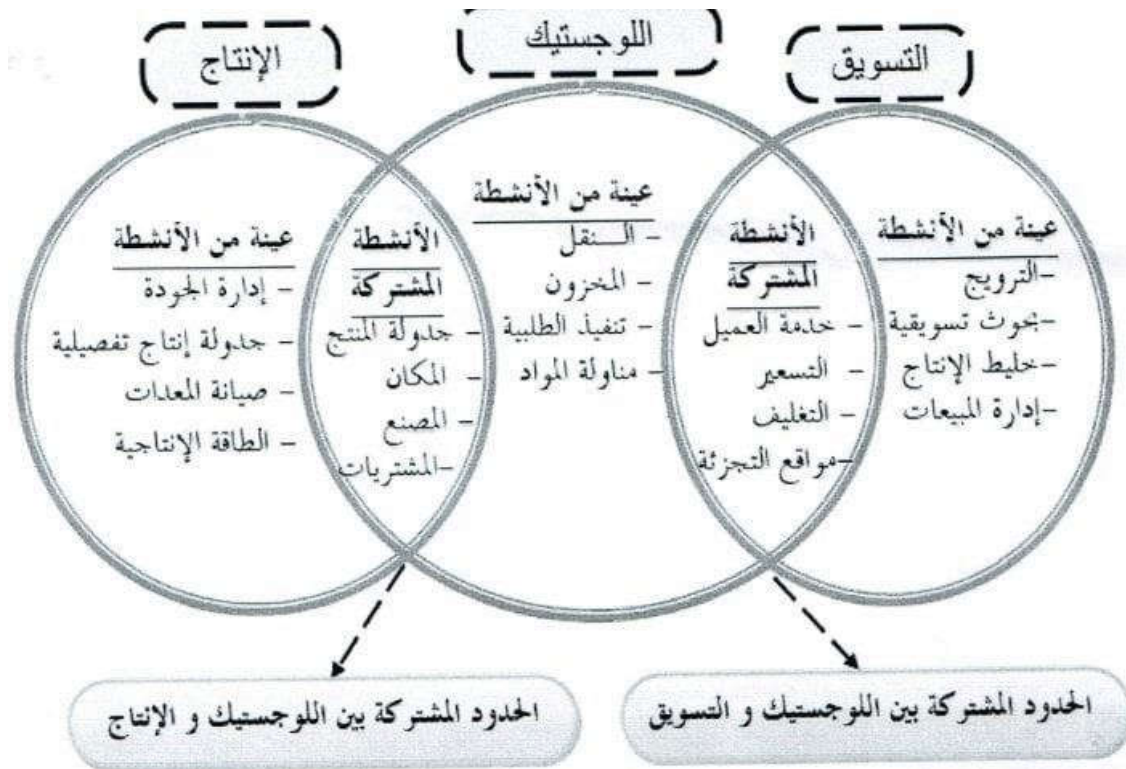 التسويق
اللوجستيك
الإنتاج
عينة من الأنشطة
-الترويج
-بحوث تسويقية
-خليط الإنتاج
-إدارة المبيعات
الأنشطة
المشتركة
- خدمة العميل
- التسعير
- التغليف
-مواقع التجزئة
عينة من الأنشطة
- النقل
- المخزون
- تنفيذ الطلبية
- مناولة المواد
الأنشطة
المشتركة
- جدولة المنتج
- المكان
- المصنع
-المشتريات
عينة من الأنشطة
- إدارة الجودة
- جدولة إنتاج تفصيلية
- صيانة المعدات
- الطاقة الإنتاجية
الحدود المشتركة بين اللوجستيك و التسويق
الحدود المشتركة بين اللوجستيك و الإنتاج